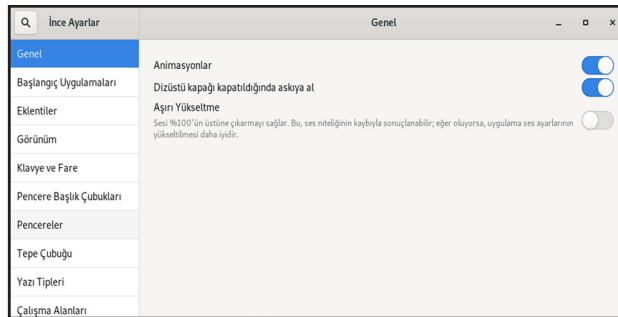 İnce Ayarlar
Genel
Genel
Başlangıç Uygulamaları
Eklentiler
Görünüm
Klavye ve Fare
Pencere Başlık Çubukları
Pencereler
Tepe Çubuğu
Yazı Tipleri
Çalışma Alanları
Animasyonlar
Dizüstü kapağı kapatıldığında askıya al
Aşırı Yükseltme
Sesi %100'ün üstüne çıkarmayı sağlar. Bu, ses niteliğinin kaybıyla sonuçlanabilir; eğer oluyorsa, uygulama ses ayarlarının
yükseltilmesi daha iyidir.